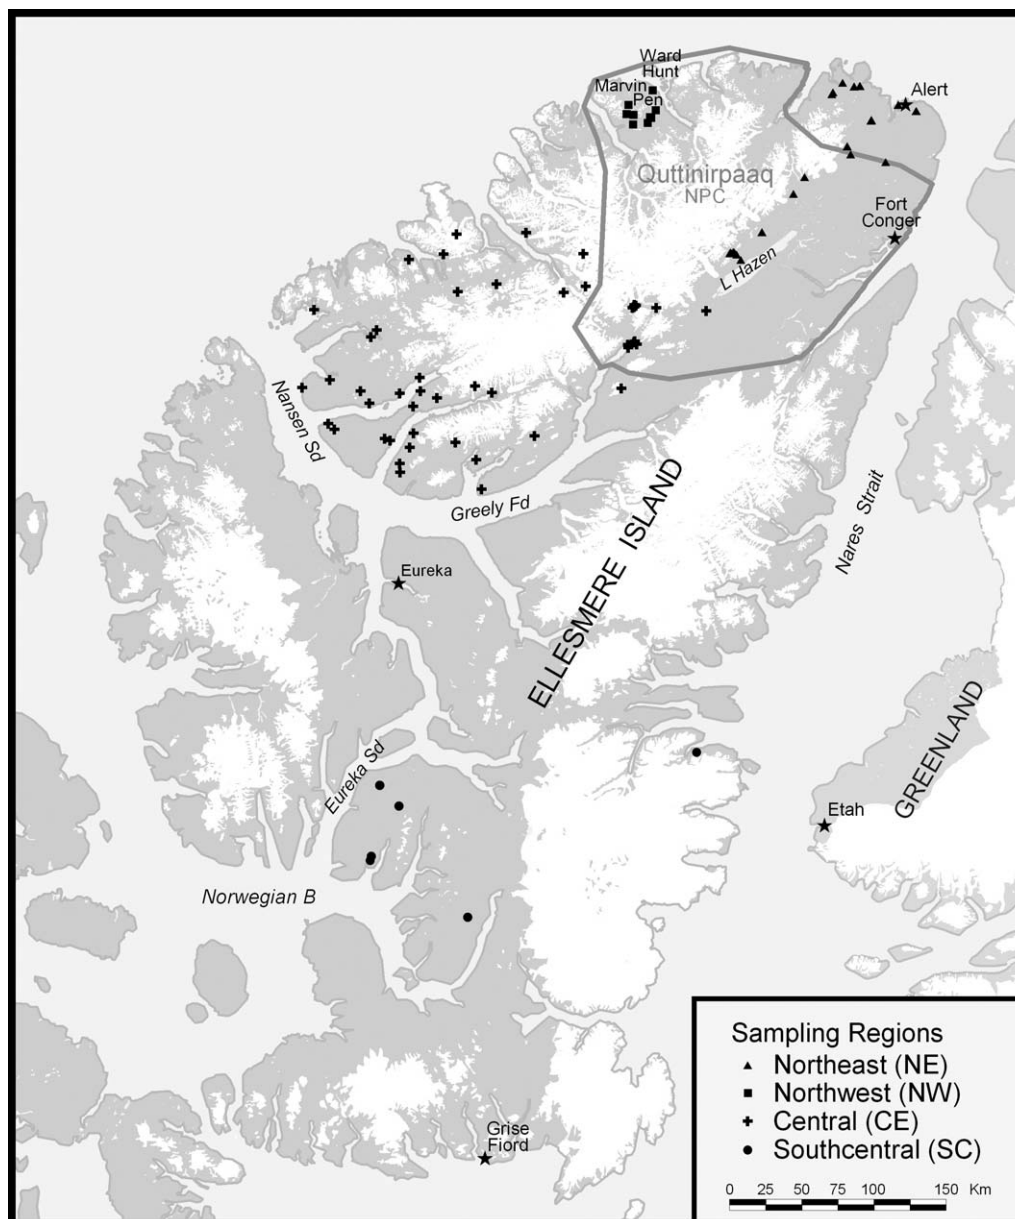 Ward
Hunt
Marvin
Pen
Alert
Quttinirpaaq
NPC
Fort
Conger
L Hazen
Nansen Sd
Greely Fd
Nares Strait
ELLESMERE ISLAND
Eureka
Eureka Sd
GREENLAND
Etah
Norwegian B
Grise
Fiord
Sampling Regions
Northeast (NE)
Northwest (NW)
Central (CE)
Southcentral (SC)
0 25 50 100 150 Km